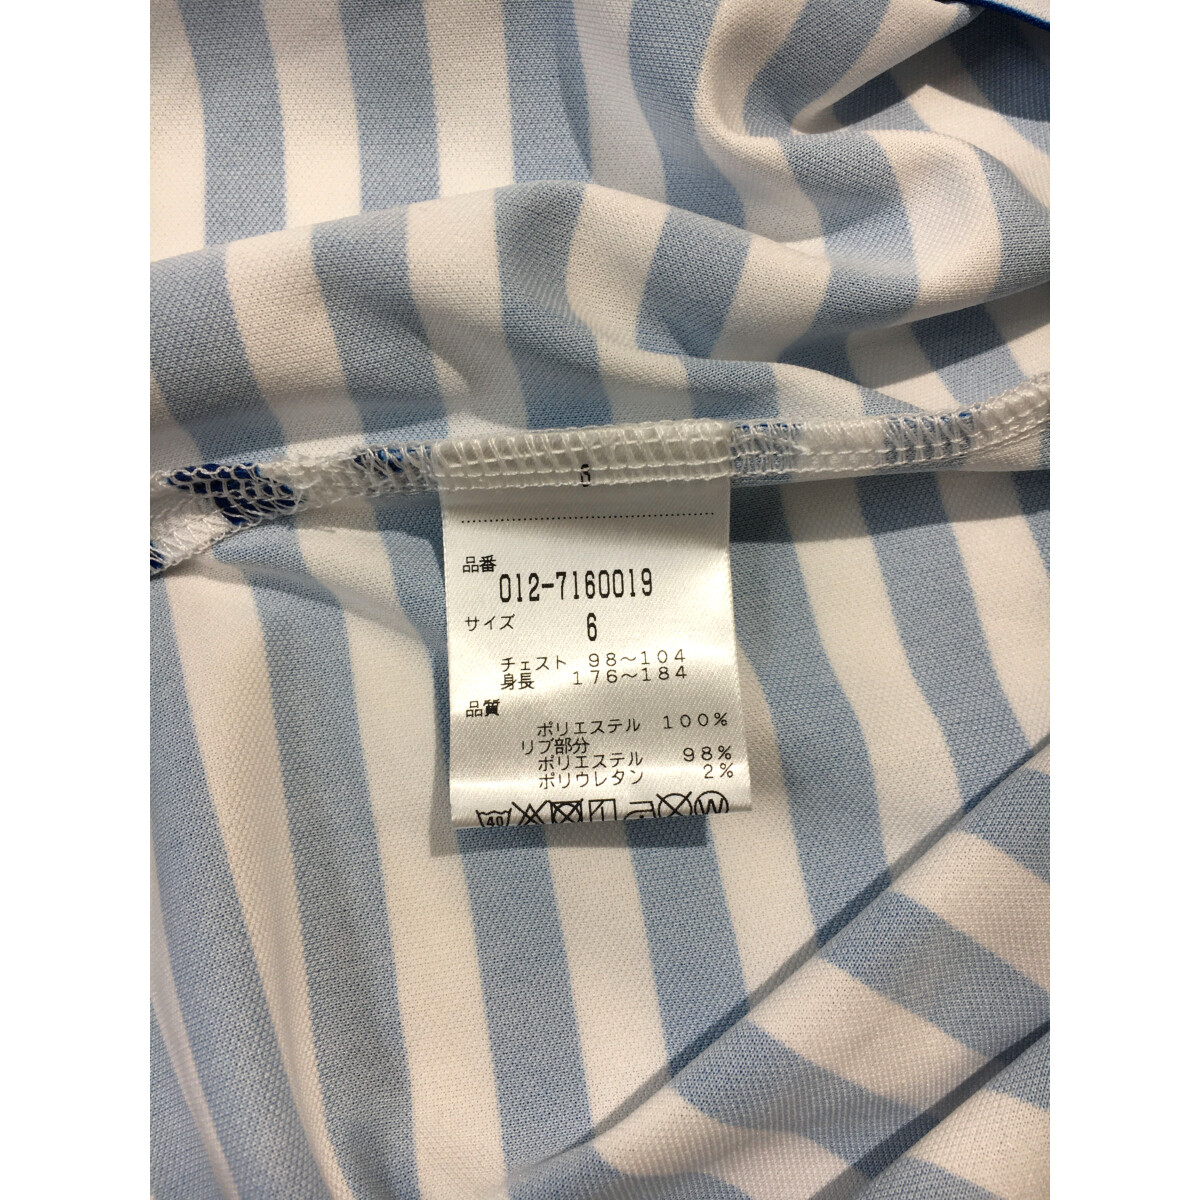 6
品番
012-7160019
サイズ 6
チェスト 98～104
身長 176～184
品質
ポリエステル 100%
リブ部分
ポリエステル 98%
ポリウレタン 2%
40 W